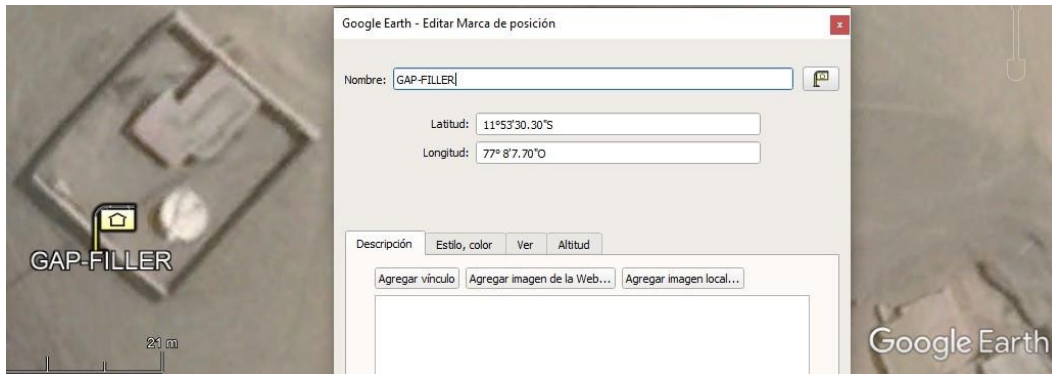 Google Earth - Editar Marca de posición
x
Nombre: GAP-FILLER
Latitud: 11°53'30.30"S
Longitud: 77° 8'7.70"O
Descripción Estilo, color Ver Altitud
Agregar vínculo Agregar imagen de la Web... Agregar imagen local...
GAP-FILLER
21 m
Google Earth